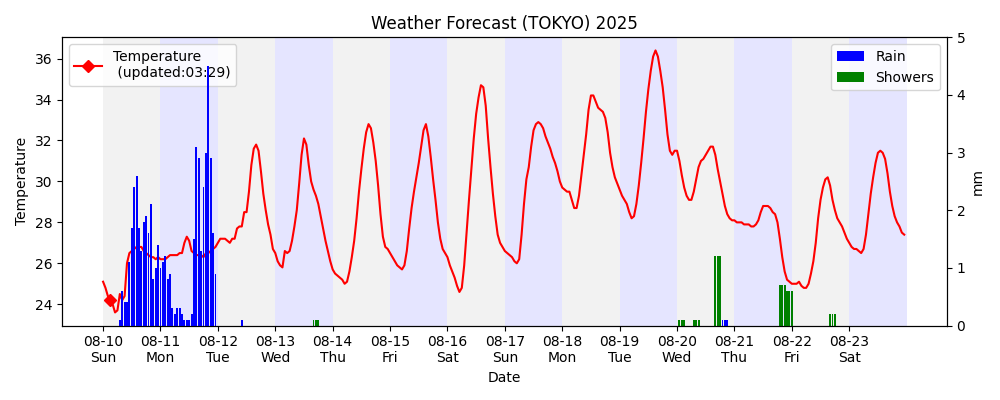 Weather Forecast (TOKYO) 2025
Temperature
(updated:03:29)
Rain
Showers
Temperature
36
34
32
30
28
26
24
5
4
3
2
1
0
mm
08-10 08-11 08-12 08-13 08-14 08-15 08-16 08-17 08-18 08-19 08-20 08-21 08-22 08-23
Sun Mon Tue Wed Thu Fri Sat Sun Mon Tue Wed Thu Fri Sat
Date